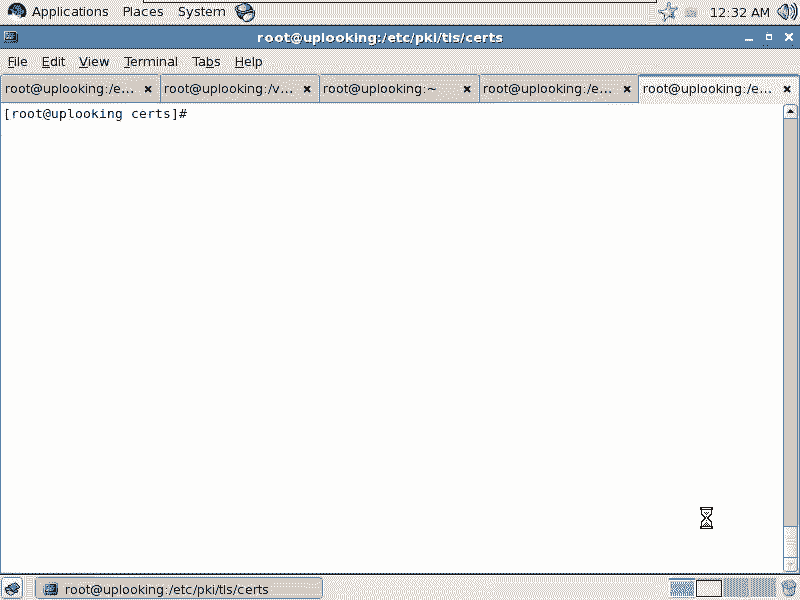 Applications Places System 12:32 AM
root@uplooking:/etc/pki/tls/certs
File Edit View Terminal Tabs Help
root@uplooking:/e... root@uplooking:/v... root@uplooking:~ root@uplooking:/e... root@uplooking:/e...
[root@uplooking certs]#
root@uplooking:/etc/pki/tls/certs